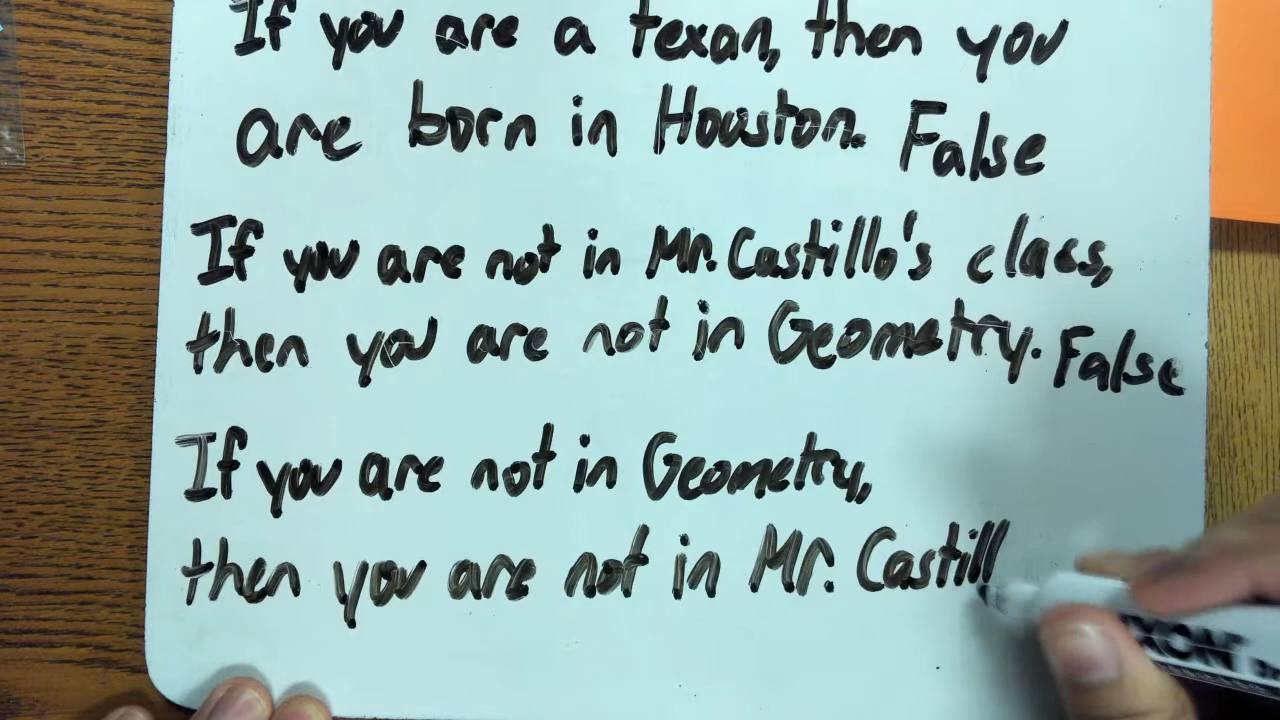 If you are a texan, then you
are born in Houston. False
If you are not in Mr. Castillo's class,
then you are not in Geometry. False
If you are not in Geometry,
then you are not in Mr. Castill